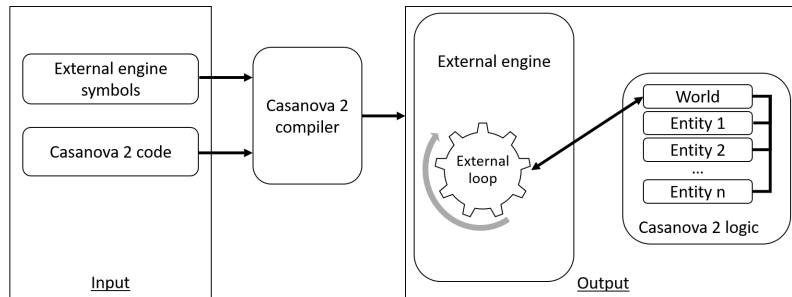 External engine
symbols
Casanova 2 code
Input
Casanova 2
compiler
External engine
External
loop
World
Entity 1
Entity 2
...
Entity n
Casanova 2 logic
Output